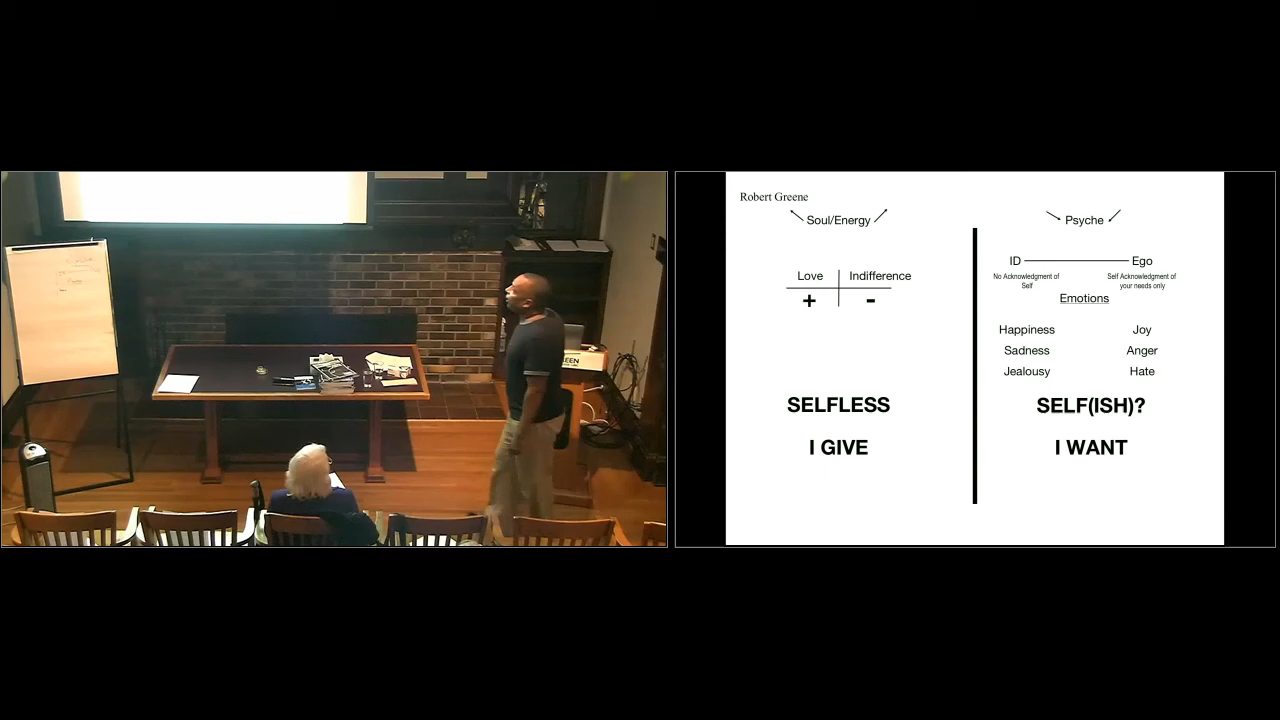 Robert Greene
Soul/Energy
Love Indifference
+ -
SELFLESS
I GIVE
Psyche
ID Ego
No Acknowledgment of
Self
Self Acknowledgment of
your needs only
Emotions
Happiness Joy
Sadness Anger
Jealousy Hate
SELF(ISH)?
I WANT